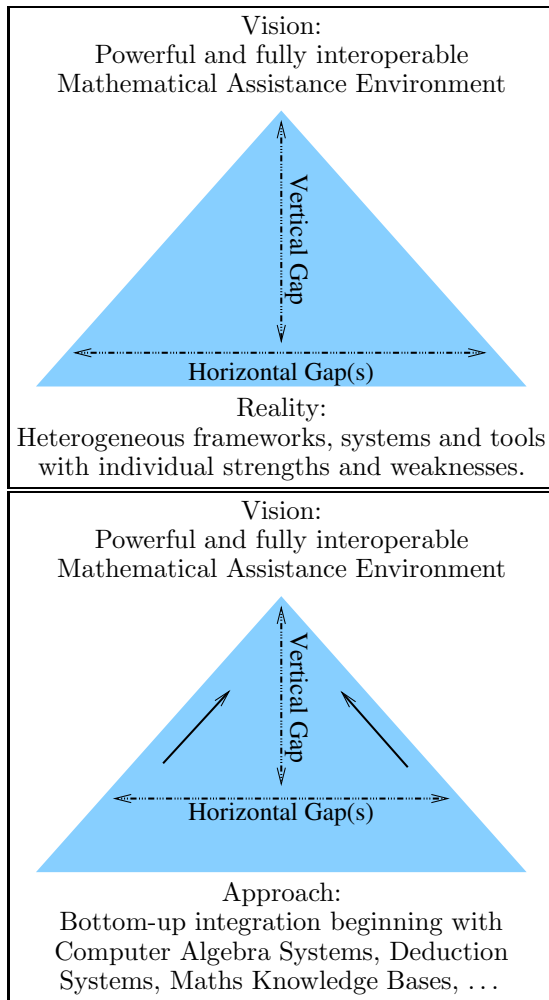 Vision:
Powerful and fully interoperable
Mathematical Assistance Environment
Vertical Gap
Horizontal Gap(s)
Reality:
Heterogeneous frameworks, systems and tools
with individual strengths and weaknesses.
Vision:
Powerful and fully interoperable
Mathematical Assistance Environment
Vertical Gap
Horizontal Gap(s)
Approach:
Bottom-up integration beginning with
Computer Algebra Systems, Deduction
Systems, Maths Knowledge Bases, ...